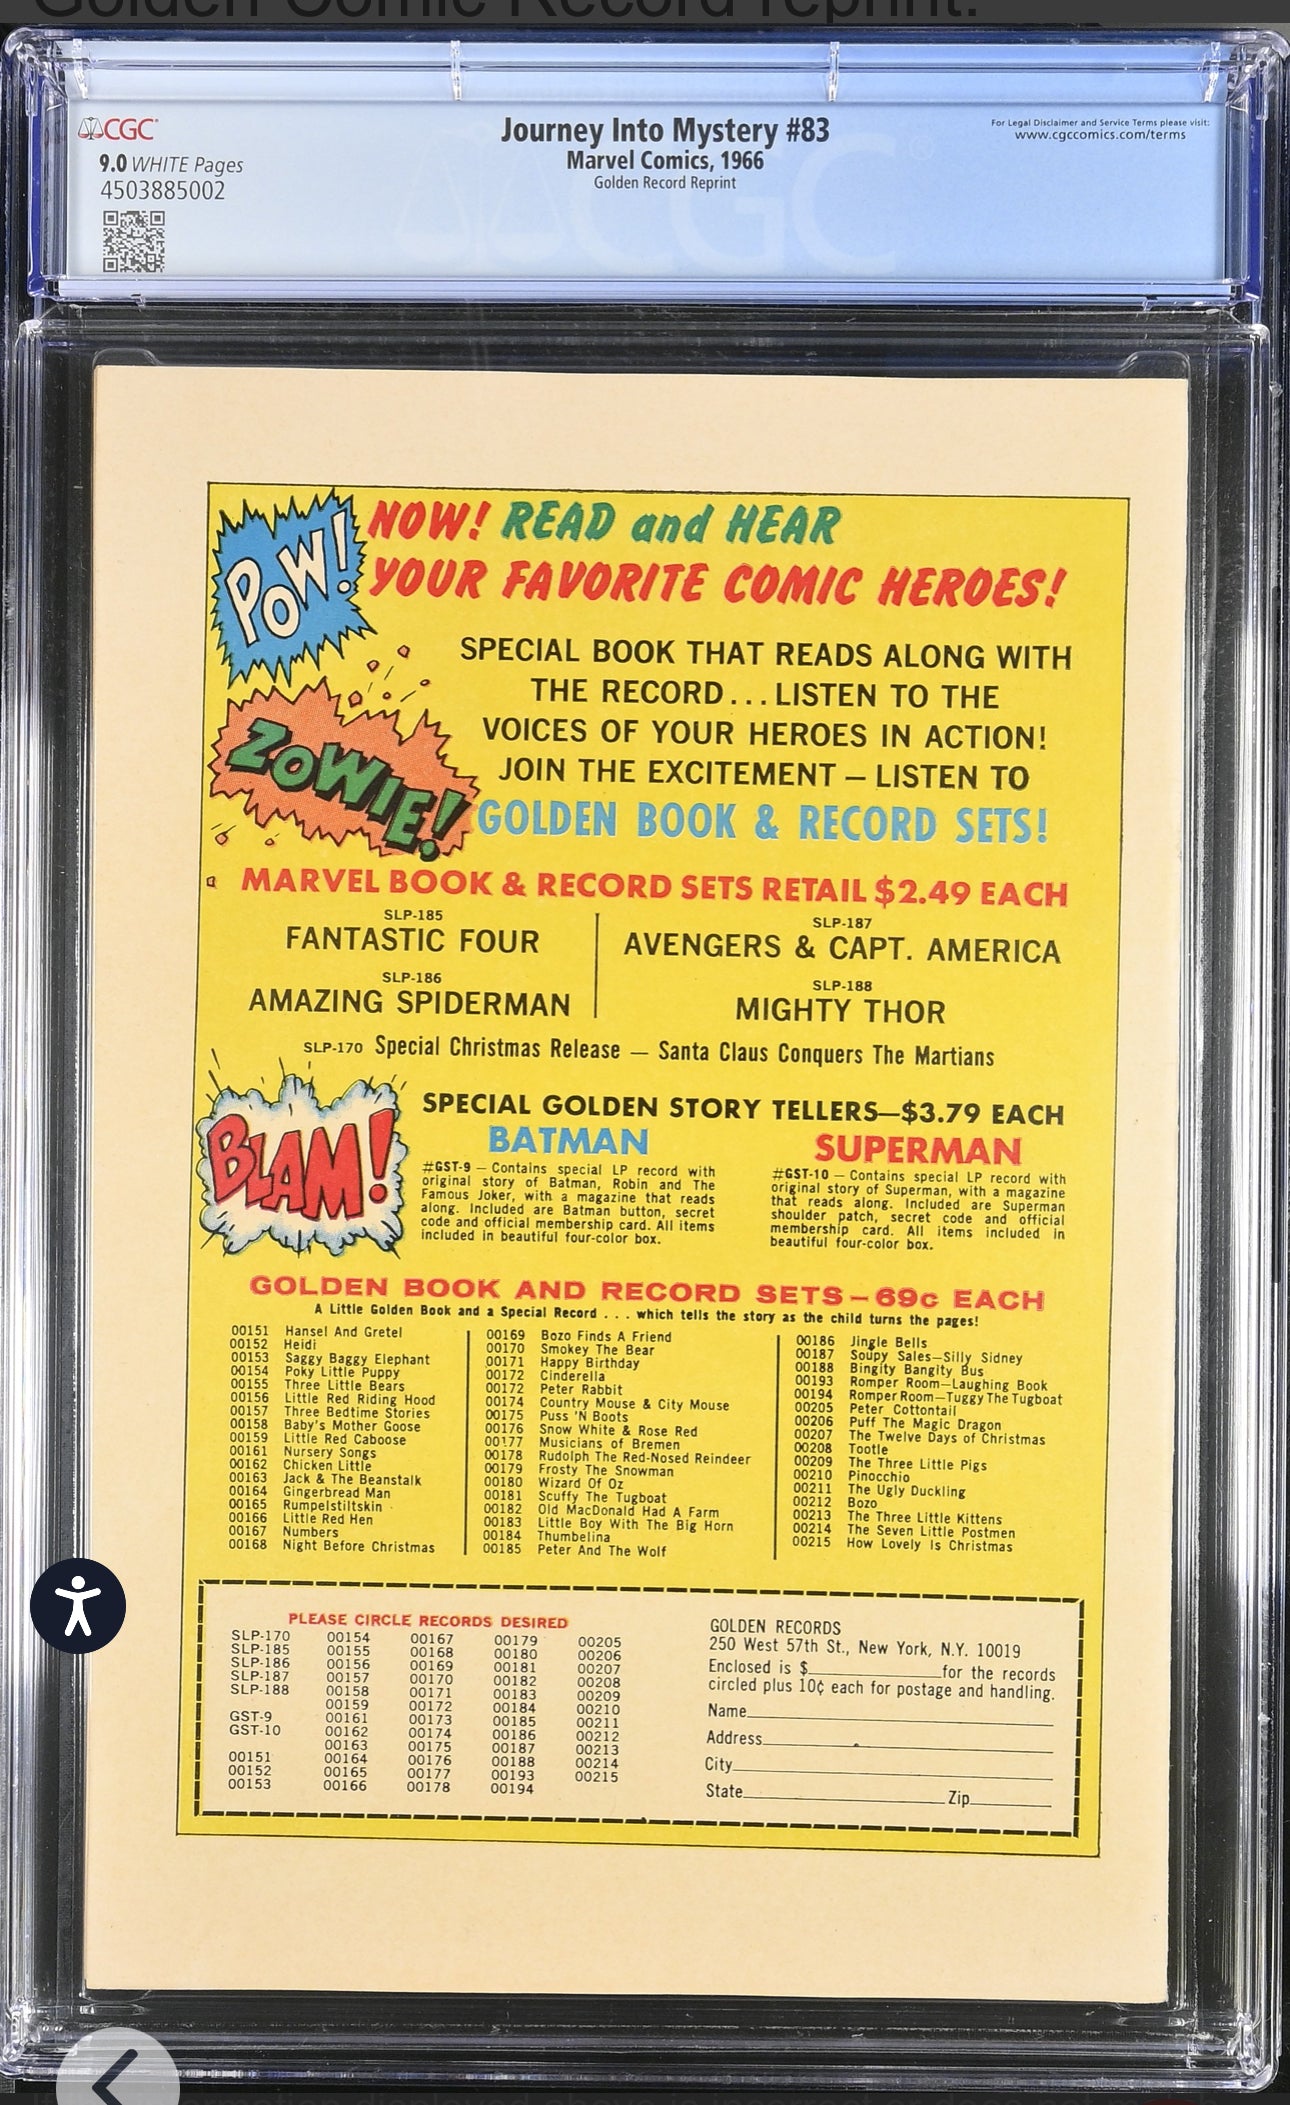 Golden Comic Record reprint.
CGC
9.0 WHITE Pages
4503885002
Journey Into Mystery #83
Marvel Comics, 1966
Golden Record Reprint
For Legal Disclaimer and Service Terms please visit:
www.cgccomics.com/terms
CGC
POW!
NOW! READ and HEAR
YOUR FAVORITE COMIC HEROES!
SPECIAL BOOK THAT READS ALONG WITH
THE RECORD...LISTEN TO THE
VOICES OF YOUR HEROES IN ACTION!
JOIN THE EXCITEMENT — LISTEN TO
ZOWIE!
GOLDEN BOOK & RECORD SETS!
MARVEL BOOK & RECORD SETS RETAIL $2.49 EACH
SLP-185
FANTASTIC FOUR
SLP-186
AMAZING SPIDERMAN
SLP-187
AVENGERS & CAPT. AMERICA
SLP-188
MIGHTY THOR
SLP-170 Special Christmas Release — Santa Claus Conquers The Martians
BLAM!
SPECIAL GOLDEN STORY TELLERS—$3.79 EACH
BATMAN
#GST-9 — Contains special LP record with
original story of Batman, Robin and The
Famous Joker, with a magazine that reads
along. Included are Batman button, secret
code and official membership card. All items
included in beautiful four-color box.
SUPERMAN
#GST-10 — Contains special LP record with
original story of Superman, with a magazine
that reads along. Included are Superman
shoulder patch, secret code and official
membership card. All items included in
beautiful four-color box.
GOLDEN BOOK AND RECORD SETS — 69c EACH
A Little Golden Book and a Special Record . . . which tells the story as the child turns the pages!
00151 Hansel And Gretel
00152 Heidi
00153 Saggy Baggy Elephant
00154 Poky Little Puppy
00155 Three Little Bears
00156 Little Red Riding Hood
00157 Three Bedtime Stories
00158 Baby's Mother Goose
00159 Little Red Caboose
00161 Nursery Songs
00162 Chicken Little
00163 Jack & The Beanstalk
00164 Gingerbread Man
00165 Rumpelstiltskin
00166 Little Red Hen
00167 Numbers
00168 Night Before Christmas
00169 Bozo Finds A Friend
00170 Smokey The Bear
00171 Happy Birthday
00172 Cinderella
00172 Peter Rabbit
00174 Country Mouse & City Mouse
00175 Puss 'N Boots
00176 Snow White & Rose Red
00177 Musicians of Bremen
00178 Rudolph The Red-Nosed Reindeer
00179 Frosty The Snowman
00180 Wizard Of Oz
00181 Scuffy The Tugboat
00182 Old MacDonald Had A Farm
00183 Little Boy With The Big Horn
00184 Thumbelina
00185 Peter And The Wolf
00186 Jingle Bells
00187 Soupy Sales—Silly Sidney
00188 Bingity Bangity Bus
00193 Romper Room—Laughing Book
00194 Romper Room—Tuggy The Tugboat
00205 Peter Cottontail
00206 Puff The Magic Dragon
00207 The Twelve Days of Christmas
00208 Tootle
00209 The Three Little Pigs
00210 Pinocchio
00211 The Ugly Duckling
00212 Bozo
00213 The Three Little Kittens
00214 The Seven Little Postmen
00215 How Lovely Is Christmas
PLEASE CIRCLE RECORDS DESIRED
SLP-170 00154 00167 00179 00205
SLP-185 00155 00168 00180 00206
SLP-186 00156 00169 00181 00207
SLP-187 00157 00170 00182 00208
SLP-188 00158 00171 00183 00209
00159 00172 00184 00210
GST-9 00161 00173 00185 00211
GST-10 00162 00174 00186 00212
00163 00175 00187 00213
00151 00164 00176 00188 00214
00152 00165 00177 00193 00215
00153 00166 00178 00194
GOLDEN RECORDS
250 West 57th St., New York, N.Y. 10019
Enclosed is $ for the records
circled plus 10¢ each for postage and handling.
Name
Address
City
State Zip